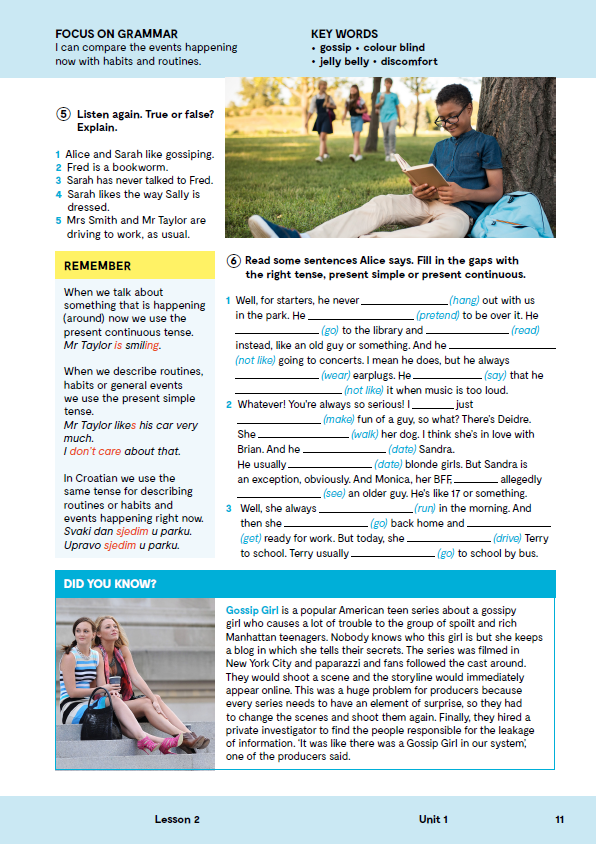 FOCUS ON GRAMMAR
I can compare the events happening
now with habits and routines.
KEY WORDS
• gossip • colour blind
• jelly belly • discomfort
5 Listen again. True or false?
Explain.
1 Alice and Sarah like gossiping.
2 Fred is a bookworm.
3 Sarah has never talked to Fred.
4 Sarah likes the way Sally is
dressed.
5 Mrs Smith and Mr Taylor are
driving to work, as usual.
REMEMBER
When we talk about
something that is happening
(around) now we use the
present continuous tense.
Mr Taylor is smiling.
When we describe routines,
habits or general events
we use the present simple
tense.
Mr Taylor likes his car very
much.
I don't care about that.
In Croatian we use the
same tense for describing
routines or habits and
events happening right now.
Svaki dan sjedim u parku.
Upravo sjedim u parku.
6 Read some sentences Alice says. Fill in the gaps with
the right tense, present simple or present continuous.
1 Well, for starters, he never ______ (hang) out with us
in the park. He ______ (pretend) to be over it. He
______ (go) to the library and ______ (read)
instead, like an old guy or something. And he ______
(not like) going to concerts. I mean he does, but he always
______ (wear) earplugs. He ______ (say) that he
______ (not like) it when music is too loud.
2 Whatever! You're always so serious! I ______ just
______ (make) fun of a guy, so what? There's Deidre.
She ______ (walk) her dog. I think she's in love with
Brian. And he ______ (date) Sandra.
He usually ______ (date) blonde girls. But Sandra is
an exception, obviously. And Monica, her BFF, ______ allegedly
______ (see) an older guy. He's like 17 or something.
3 Well, she always ______ (run) in the morning. And
then she ______ (go) back home and ______
(get) ready for work. But today, she ______ (drive) Terry
to school. Terry usually ______ (go) to school by bus.
DID YOU KNOW?
Gossip Girl is a popular American teen series about a gossipy
girl who causes a lot of trouble to the group of spoilt and rich
Manhattan teenagers. Nobody knows who this girl is but she keeps
a blog in which she tells their secrets. The series was filmed in
New York City and paparazzi and fans followed the cast around.
They would shoot a scene and the storyline would immediately
appear online. This was a huge problem for producers because
every series needs to have an element of surprise, so they had
to change the scenes and shoot them again. Finally, they hired a
private investigator to find the people responsible for the leakage
of information. 'It was like there was a Gossip Girl in our system',
one of the producers said.
Lesson 2
Unit 1
11